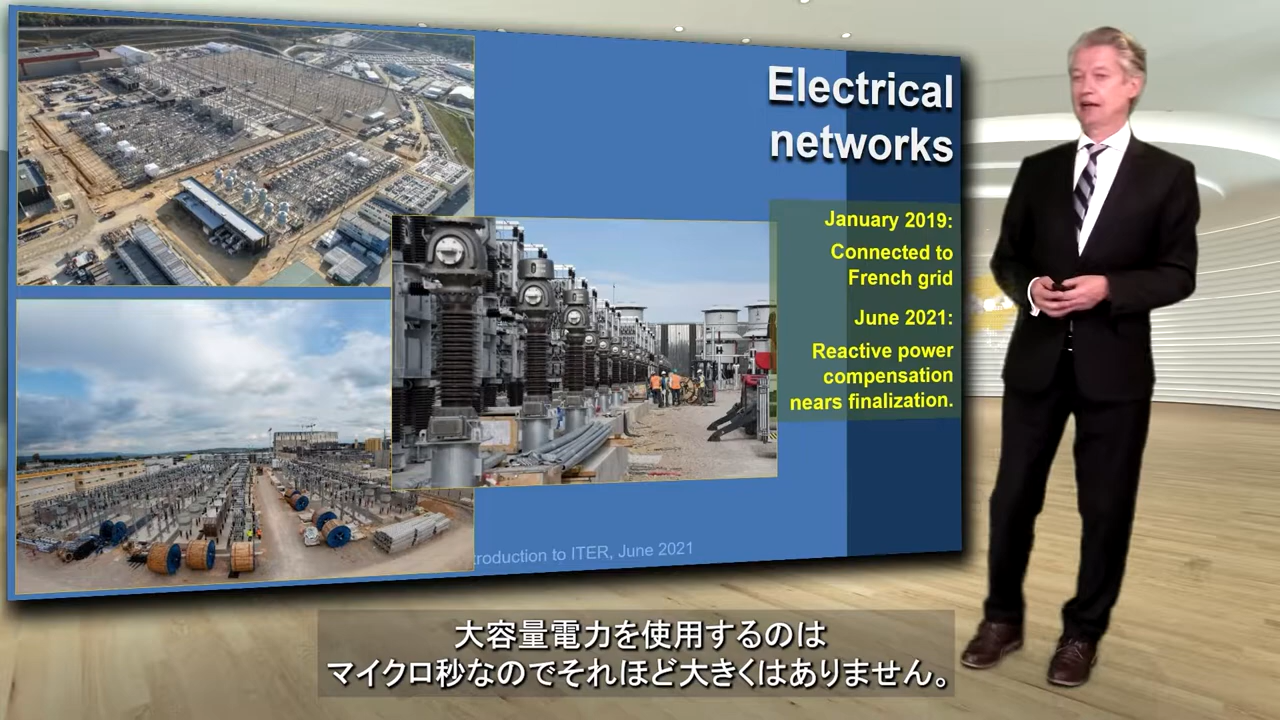 Electrical
networks
January 2019:
Connected to
French grid
June 2021:
Reactive power
compensation
nears finalization.
troduction to ITER, June 2021
大容量電力を使用するのは
マイクロ秒なのでそれほど大きくはありません。